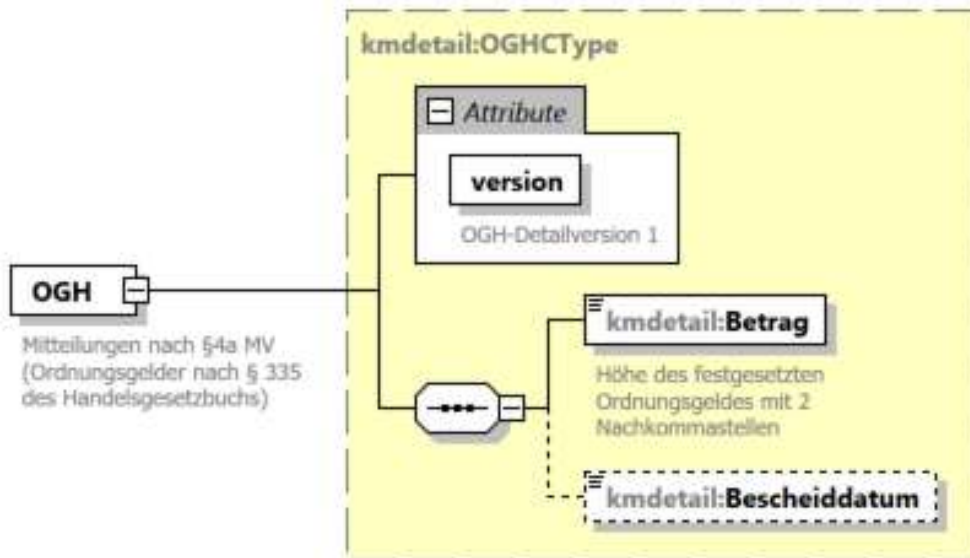 kmdetail:OGHCType
Attribute
version
OGH-Detailversion 1
OGH
Mitteilungen nach §4a MV
(Ordnungsgelder nach § 335
des Handelsgesetzbuchs)
kmdetail:Betrag
Höhe des festgesetzten
Ordnungsgeldes mit 2
Nachkommastellen
kmdetail:Bescheiddatum